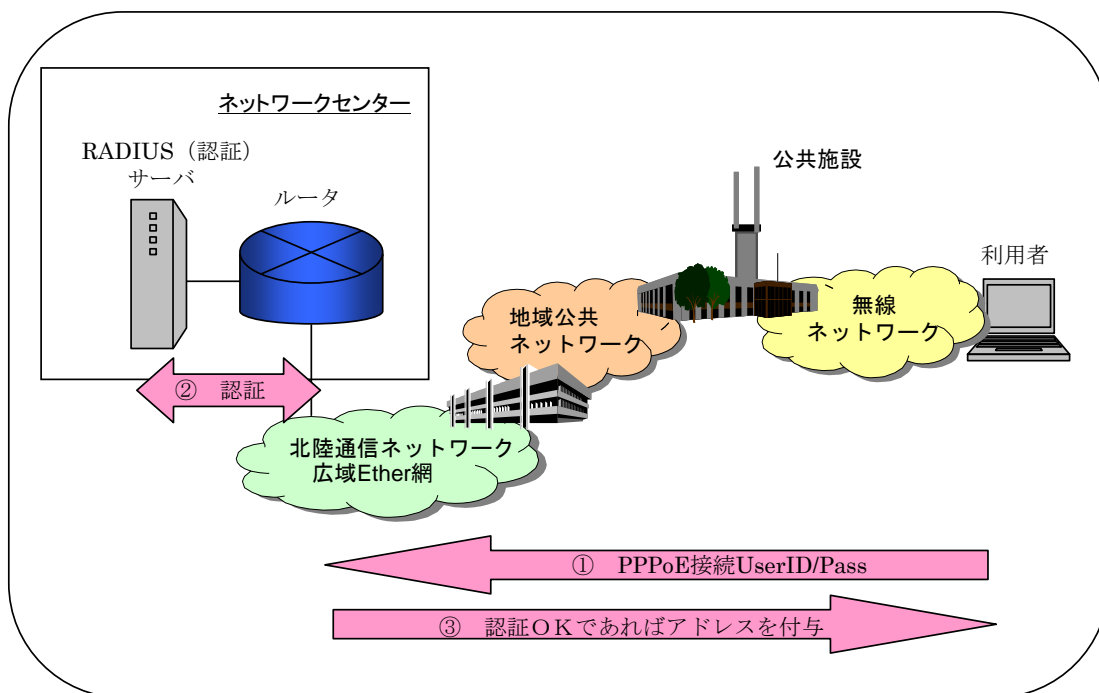 ネットワークセンター
RADIUS（認証）
サーバ
ルータ
公共施設
利用者
無線
ネットワーク
地域公共
ネットワーク
② 認証
北陸通信ネットワーク
広域Ether網
① PPPoE接続UserID/Pass
③ 認証ＯＫであればアドレスを付与